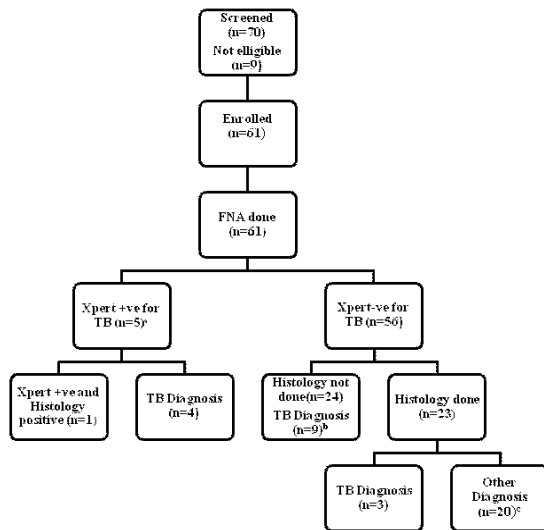 Screened
(n=70)
Not elligible
(n=9)
Enrolled
(n=61)
FNA done
(n=61)
Xpert +ve for
TB (n=5)ᵃ
Xpert-ve for
TB (n=56)
Xpert +ve and
Histology
positive (n=1)
TB Diagnosis
(n=4)
Histology not
done(n=24)
TB Diagnosis
(n=9)ᵇ
Histology done
(n=23)
TB Diagnosis
(n=3)
Other
Diagnosis
(n=20)ᶜ